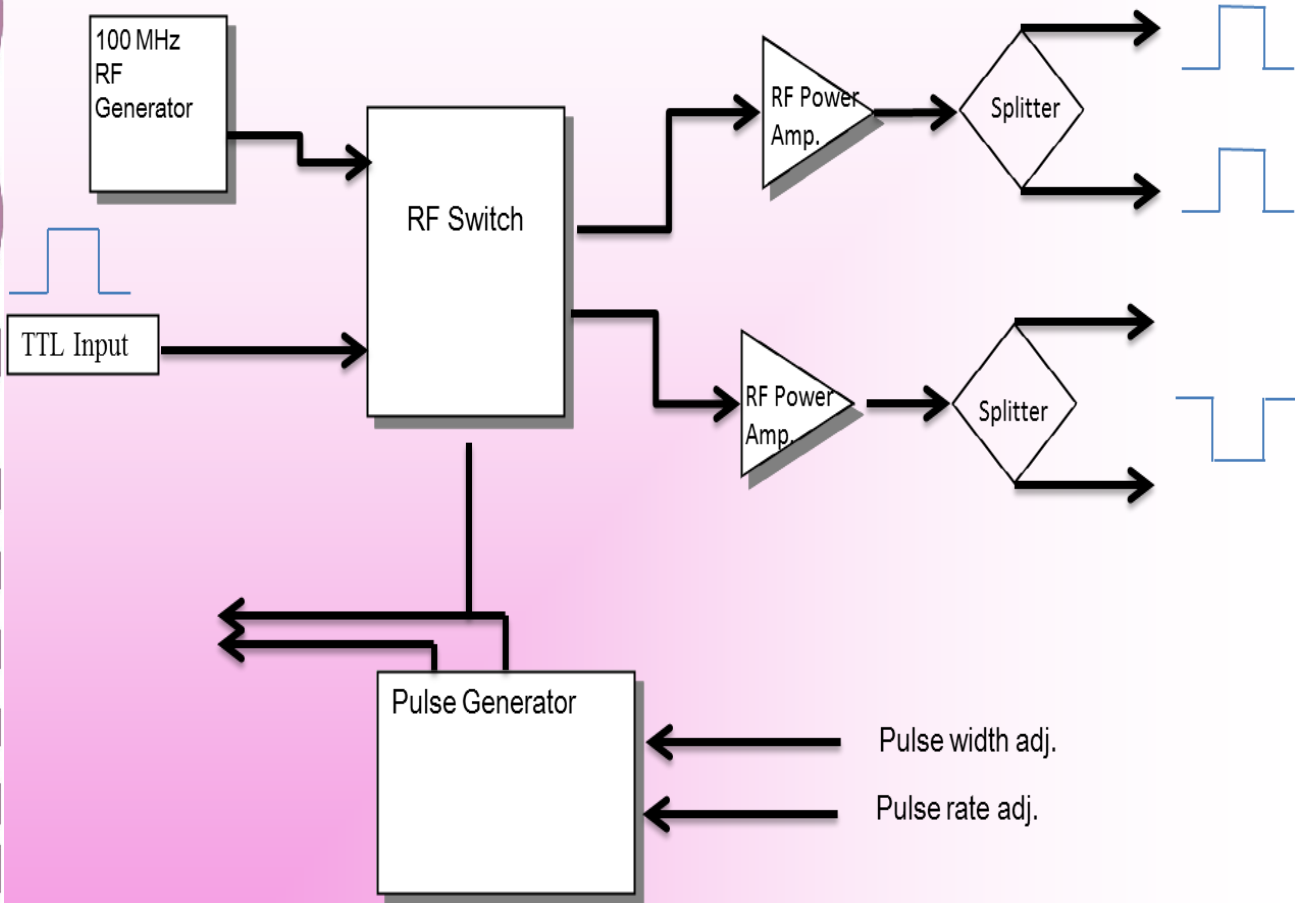 100 MHz
RF
Generator
RF Switch
TTL Input
RF Power
Amp.
Splitter
RF Power
Amp.
Splitter
Pulse Generator
Pulse width adj.
Pulse rate adj.